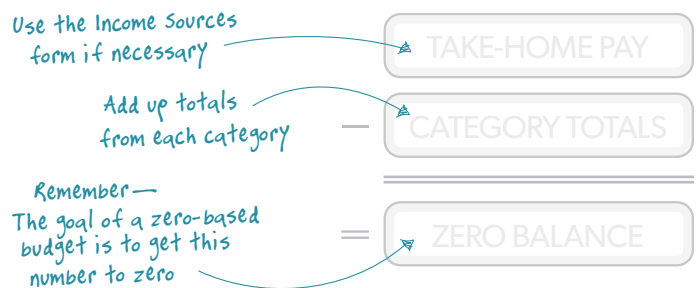 Use the Income Sources
form if necessary
TAKE-HOME PAY
Add up totals
from each category
− CATEGORY TOTALS
Remember—
The goal of a zero-based
budget is to get this
number to zero
= ZERO BALANCE